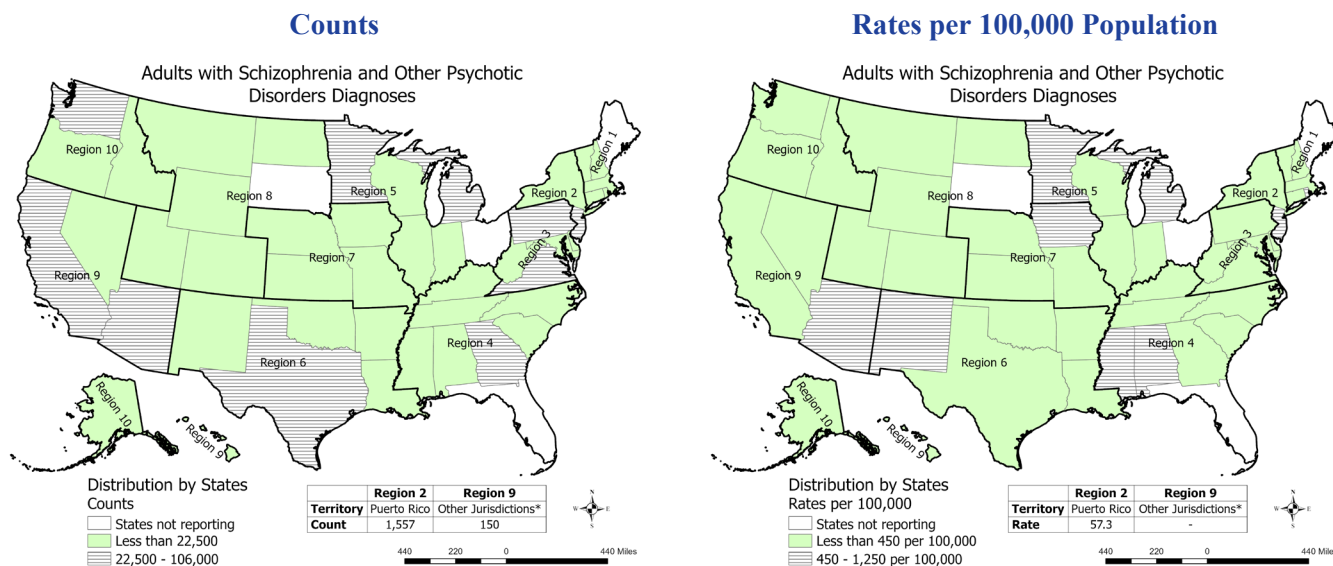 Counts
Adults with Schizophrenia and Other Psychotic
Disorders Diagnoses
Region 1
Region 10
Region 5
Region 2
Region 8
Region 3
Region 7
Region 9
Region 4
Region 6
Region 10
Region 9
Distribution by States
Counts
States not reporting
Less than 22,500
22,500 - 106,000
Region 2 Region 9
Territory Puerto Rico Other Jurisdictions*
Count 1,557 150
N
W E
S
440 220 0 440 Miles
Rates per 100,000 Population
Adults with Schizophrenia and Other Psychotic
Disorders Diagnoses
Region 1
Region 10
Region 5
Region 2
Region 8
Region 3
Region 7
Region 9
Region 4
Region 6
Region 10
Region 9
Distribution by States
Rates per 100,000
States not reporting
Less than 450 per 100,000
450 - 1,250 per 100,000
Region 2 Region 9
Territory Puerto Rico Other Jurisdictions*
Rate 57.3 -
N
W E
S
440 220 0 440 Miles